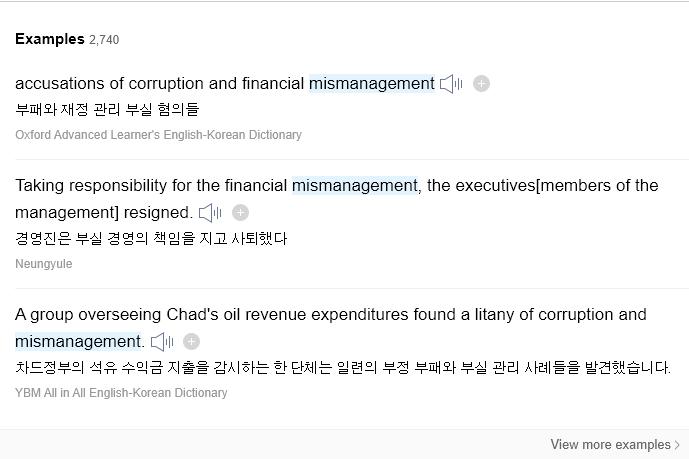 Examples 2,740
accusations of corruption and financial mismanagement
부패와 재정 관리 부실 혐의들
Oxford Advanced Learner's English-Korean Dictionary
Taking responsibility for the financial mismanagement, the executives[members of the
management] resigned.
경영진은 부실 경영의 책임을 지고 사퇴했다
Neungyule
A group overseeing Chad's oil revenue expenditures found a litany of corruption and
mismanagement.
차드정부의 석유 수익금 지출을 감시하는 한 단체는 일련의 부정 부패와 부실 관리 사례들을 발견했습니다.
YBM All in All English-Korean Dictionary
View more examples